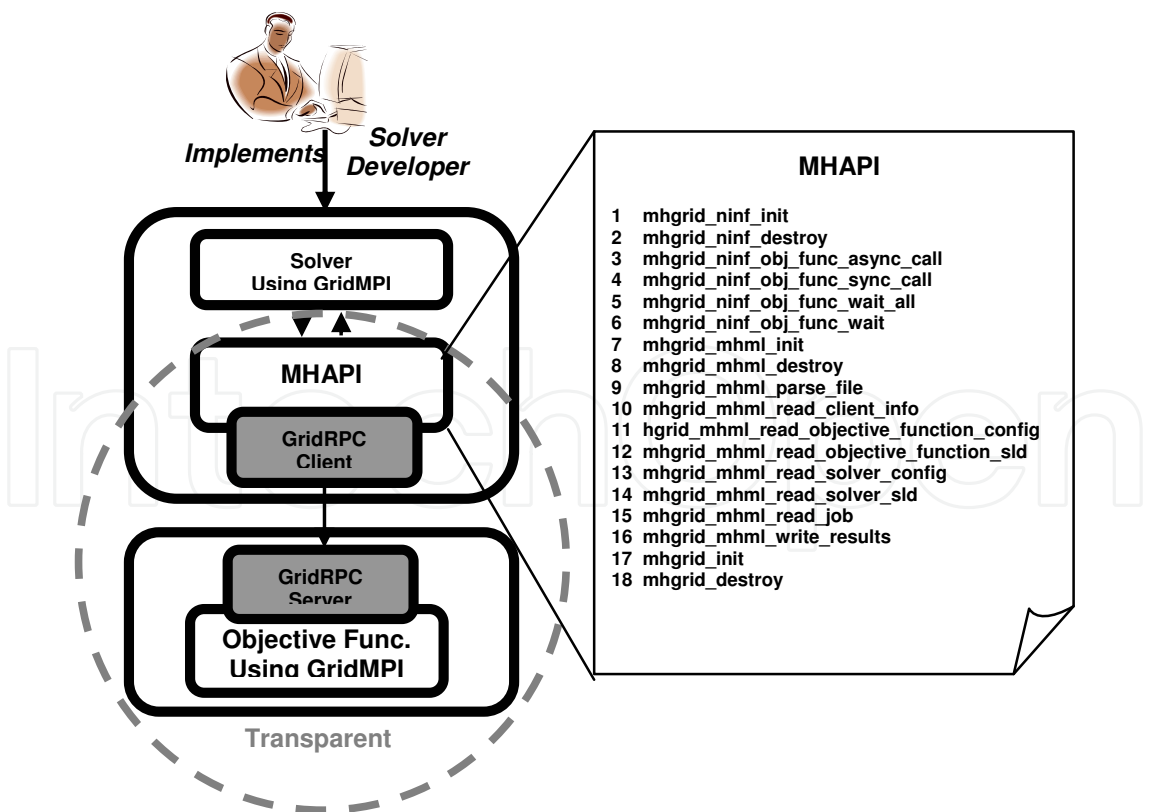 Implements
Solver
Developer
Solver
Using GridMPI
MHAPI
GridRPC
Client
GridRPC
Server
Objective Func.
Using GridMPI
Transparent
MHAPI
1 mhgrid_ninf_init
2 mhgrid_ninf_destroy
3 mhgrid_ninf_obj_func_async_call
4 mhgrid_ninf_obj_func_sync_call
5 mhgrid_ninf_obj_func_wait_all
6 mhgrid_ninf_obj_func_wait
7 mhgrid_mhml_init
8 mhgrid_mhml_destroy
9 mhgrid_mhml_parse_file
10 mhgrid_mhml_read_client_info
11 hgrid_mhml_read_objective_function_config
12 mhgrid_mhml_read_objective_function_sld
13 mhgrid_mhml_read_solver_config
14 mhgrid_mhml_read_solver_sld
15 mhgrid_mhml_read_job
16 mhgrid_mhml_write_results
17 mhgrid_init
18 mhgrid_destroy
IntechOpen